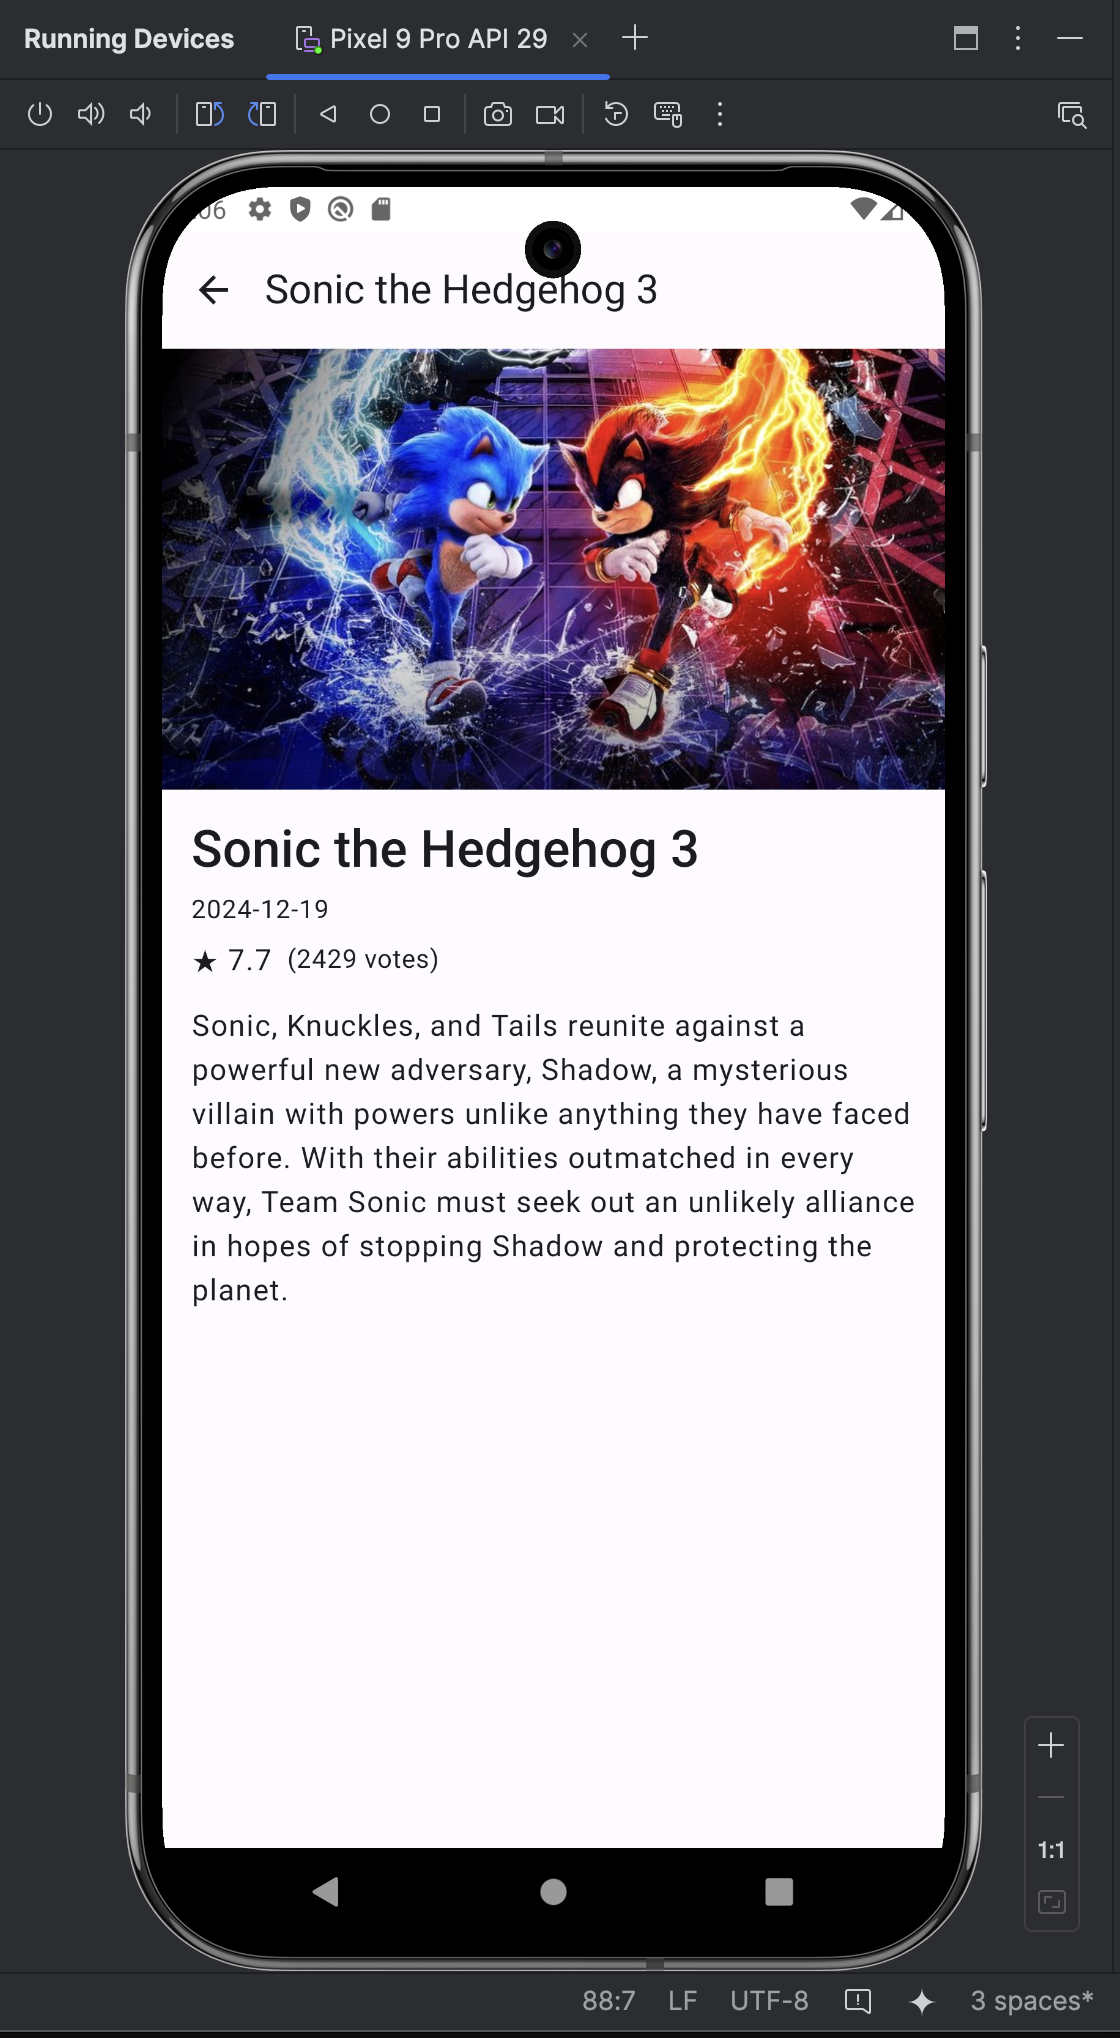 Running Devices
Pixel 9 Pro API 29
06
Sonic the Hedgehog 3
Sonic the Hedgehog 3
2024-12-19
★ 7.7 (2429 votes)
Sonic, Knuckles, and Tails reunite against a
powerful new adversary, Shadow, a mysterious
villain with powers unlike anything they have faced
before. With their abilities outmatched in every
way, Team Sonic must seek out an unlikely alliance
in hopes of stopping Shadow and protecting the
planet.
1:1
88:7 LF UTF-8 3 spaces*